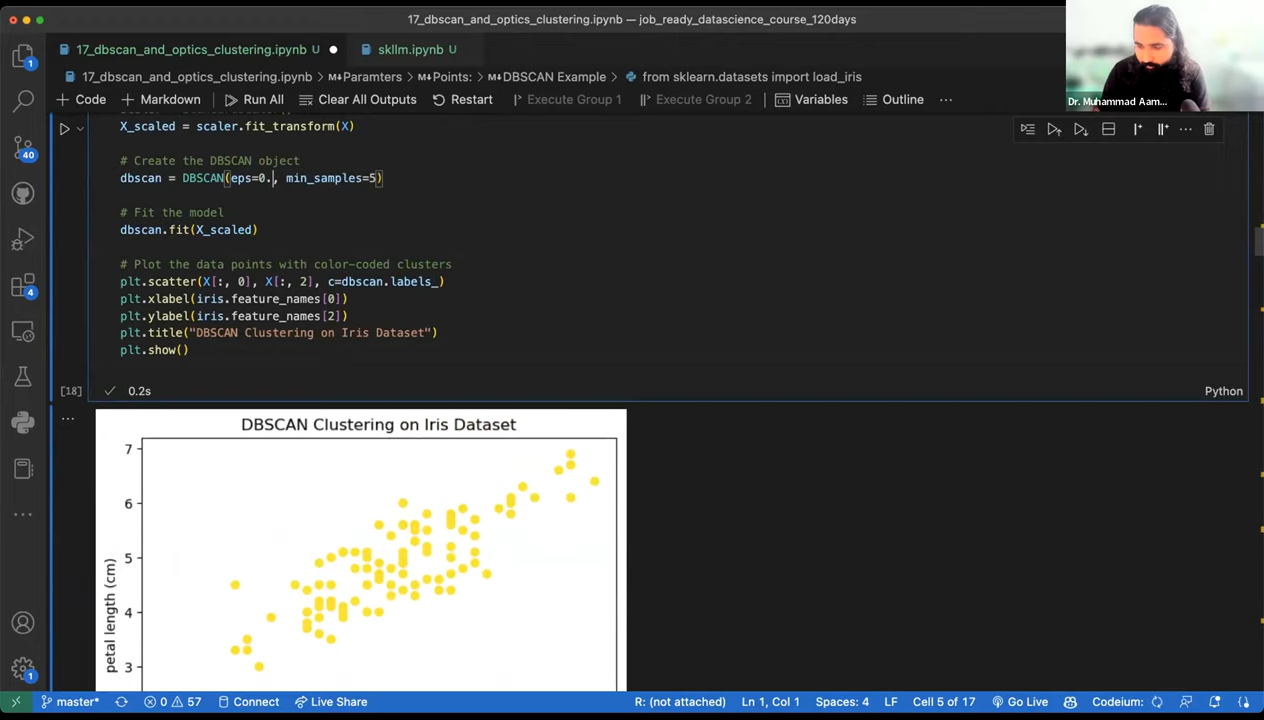 17_dbscan_and_optics_clustering.ipynb — job_ready_datascience_course_120days
17_dbscan_and_optics_clustering.ipynb U
skllm.ipynb U
17_dbscan_and_optics_clustering.ipynb > M↓Paramters > M↓Points: > M↓DBSCAN Example > from sklearn.datasets import load_iris
+ Code + Markdown Run All Clear All Outputs Restart Execute Group 1 Execute Group 2 Variables Outline ...
Dr. Muhammad Aam...
X_scaled = scaler.fit_transform(X)
# Create the DBSCAN object
dbscan = DBSCAN(eps=0., min_samples=5)
# Fit the model
dbscan.fit(X_scaled)
# Plot the data points with color-coded clusters
plt.scatter(X[:, 0], X[:, 2], c=dbscan.labels_)
plt.xlabel(iris.feature_names[0])
plt.ylabel(iris.feature_names[2])
plt.title("DBSCAN Clustering on Iris Dataset")
plt.show()
[18]
0.2s
Python
DBSCAN Clustering on Iris Dataset
7
6
5
4
3
petal length (cm)
1
40
4
1
master* 0 57 Connect Live Share R: (not attached) Ln 1, Col 1 Spaces: 4 LF Cell 5 of 17 Go Live Codeium: